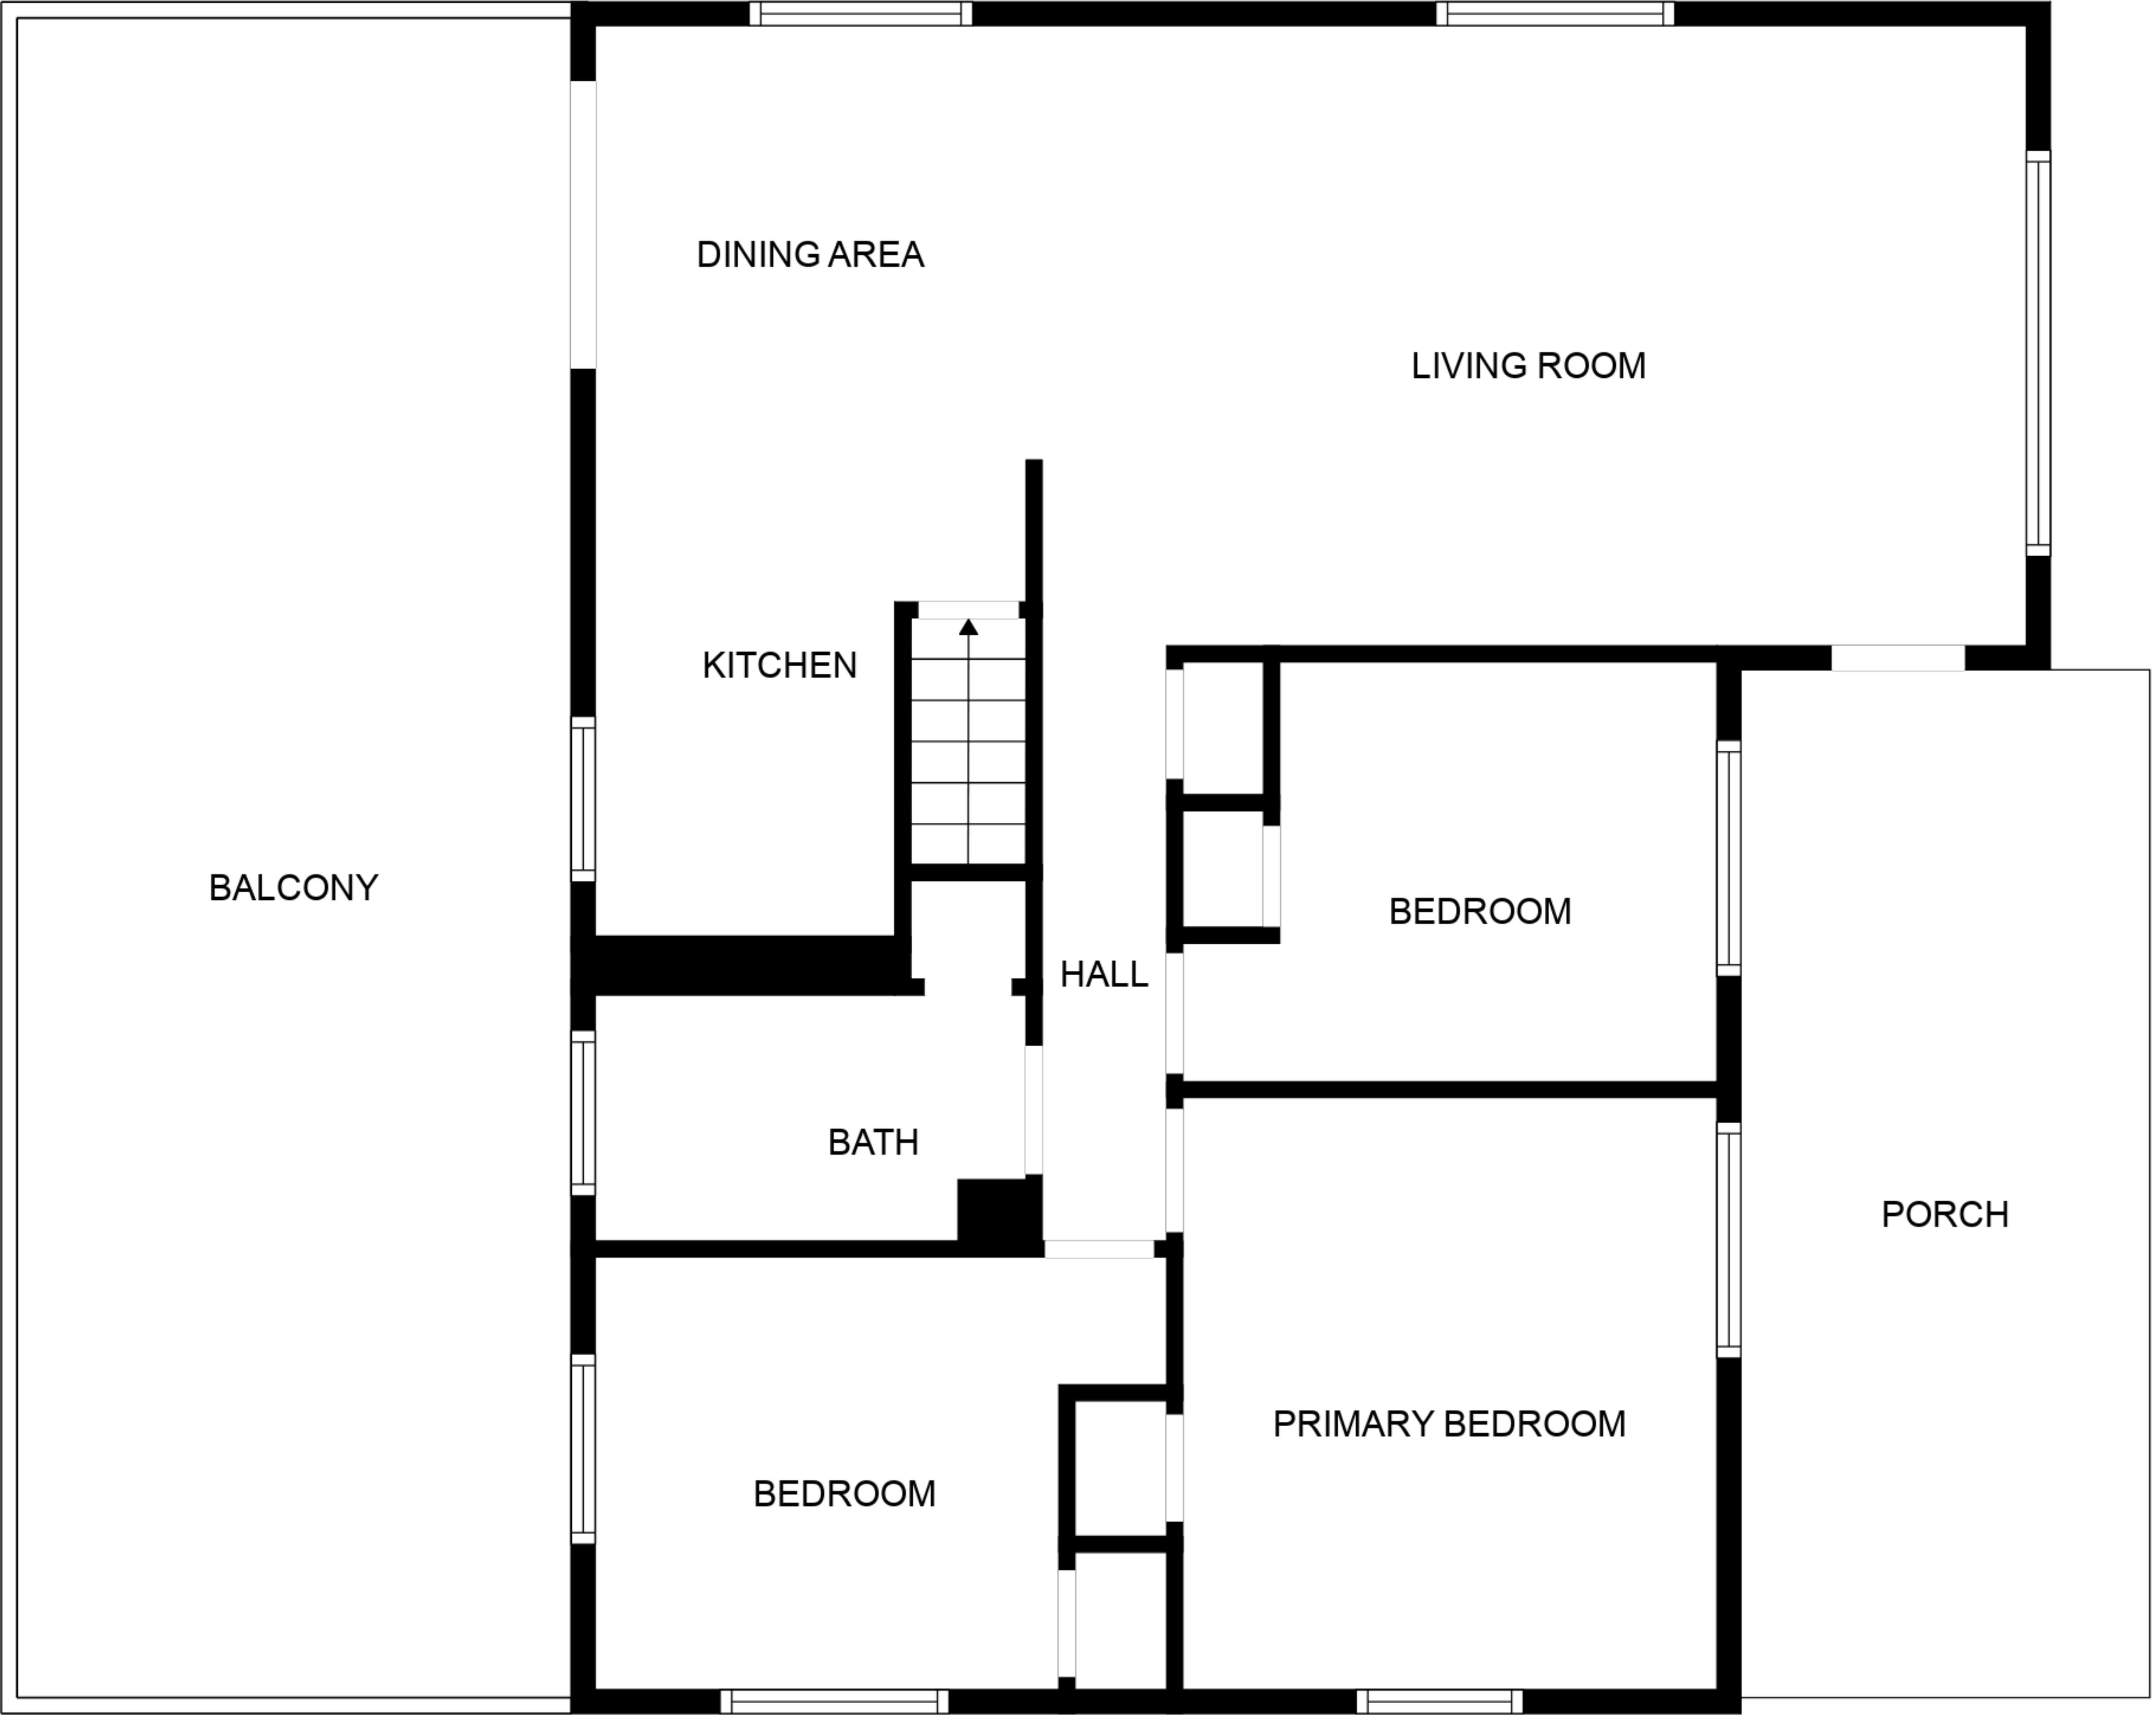 DINING AREA
LIVING ROOM
KITCHEN
BALCONY
BEDROOM
HALL
BATH
PORCH
PRIMARY BEDROOM
BEDROOM